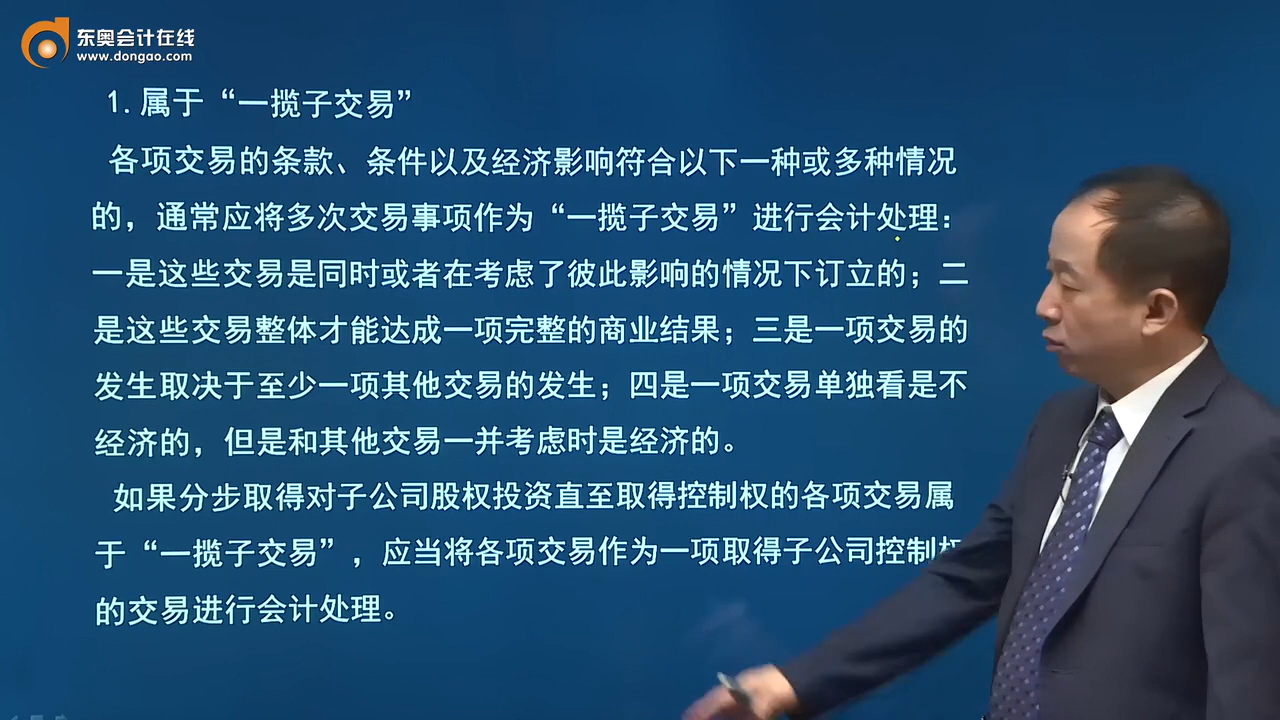 东奥会计在线
www.dongao.com
1.属于“一揽子交易”
各项交易的条款、条件以及经济影响符合以下一种或多种情况
的，通常应将多次交易事项作为“一揽子交易”进行会计处理：
一是这些交易是同时或者在考虑了彼此影响的情况下订立的；二
是这些交易整体才能达成一项完整的商业结果；三是一项交易的
发生取决于至少一项其他交易的发生；四是一项交易单独看是不
经济的，但是和其他交易一并考虑时是经济的。
如果分步取得对子公司股权投资直至取得控制权的各项交易属
于“一揽子交易”，应当将各项交易作为一项取得子公司控制权
的交易进行会计处理。